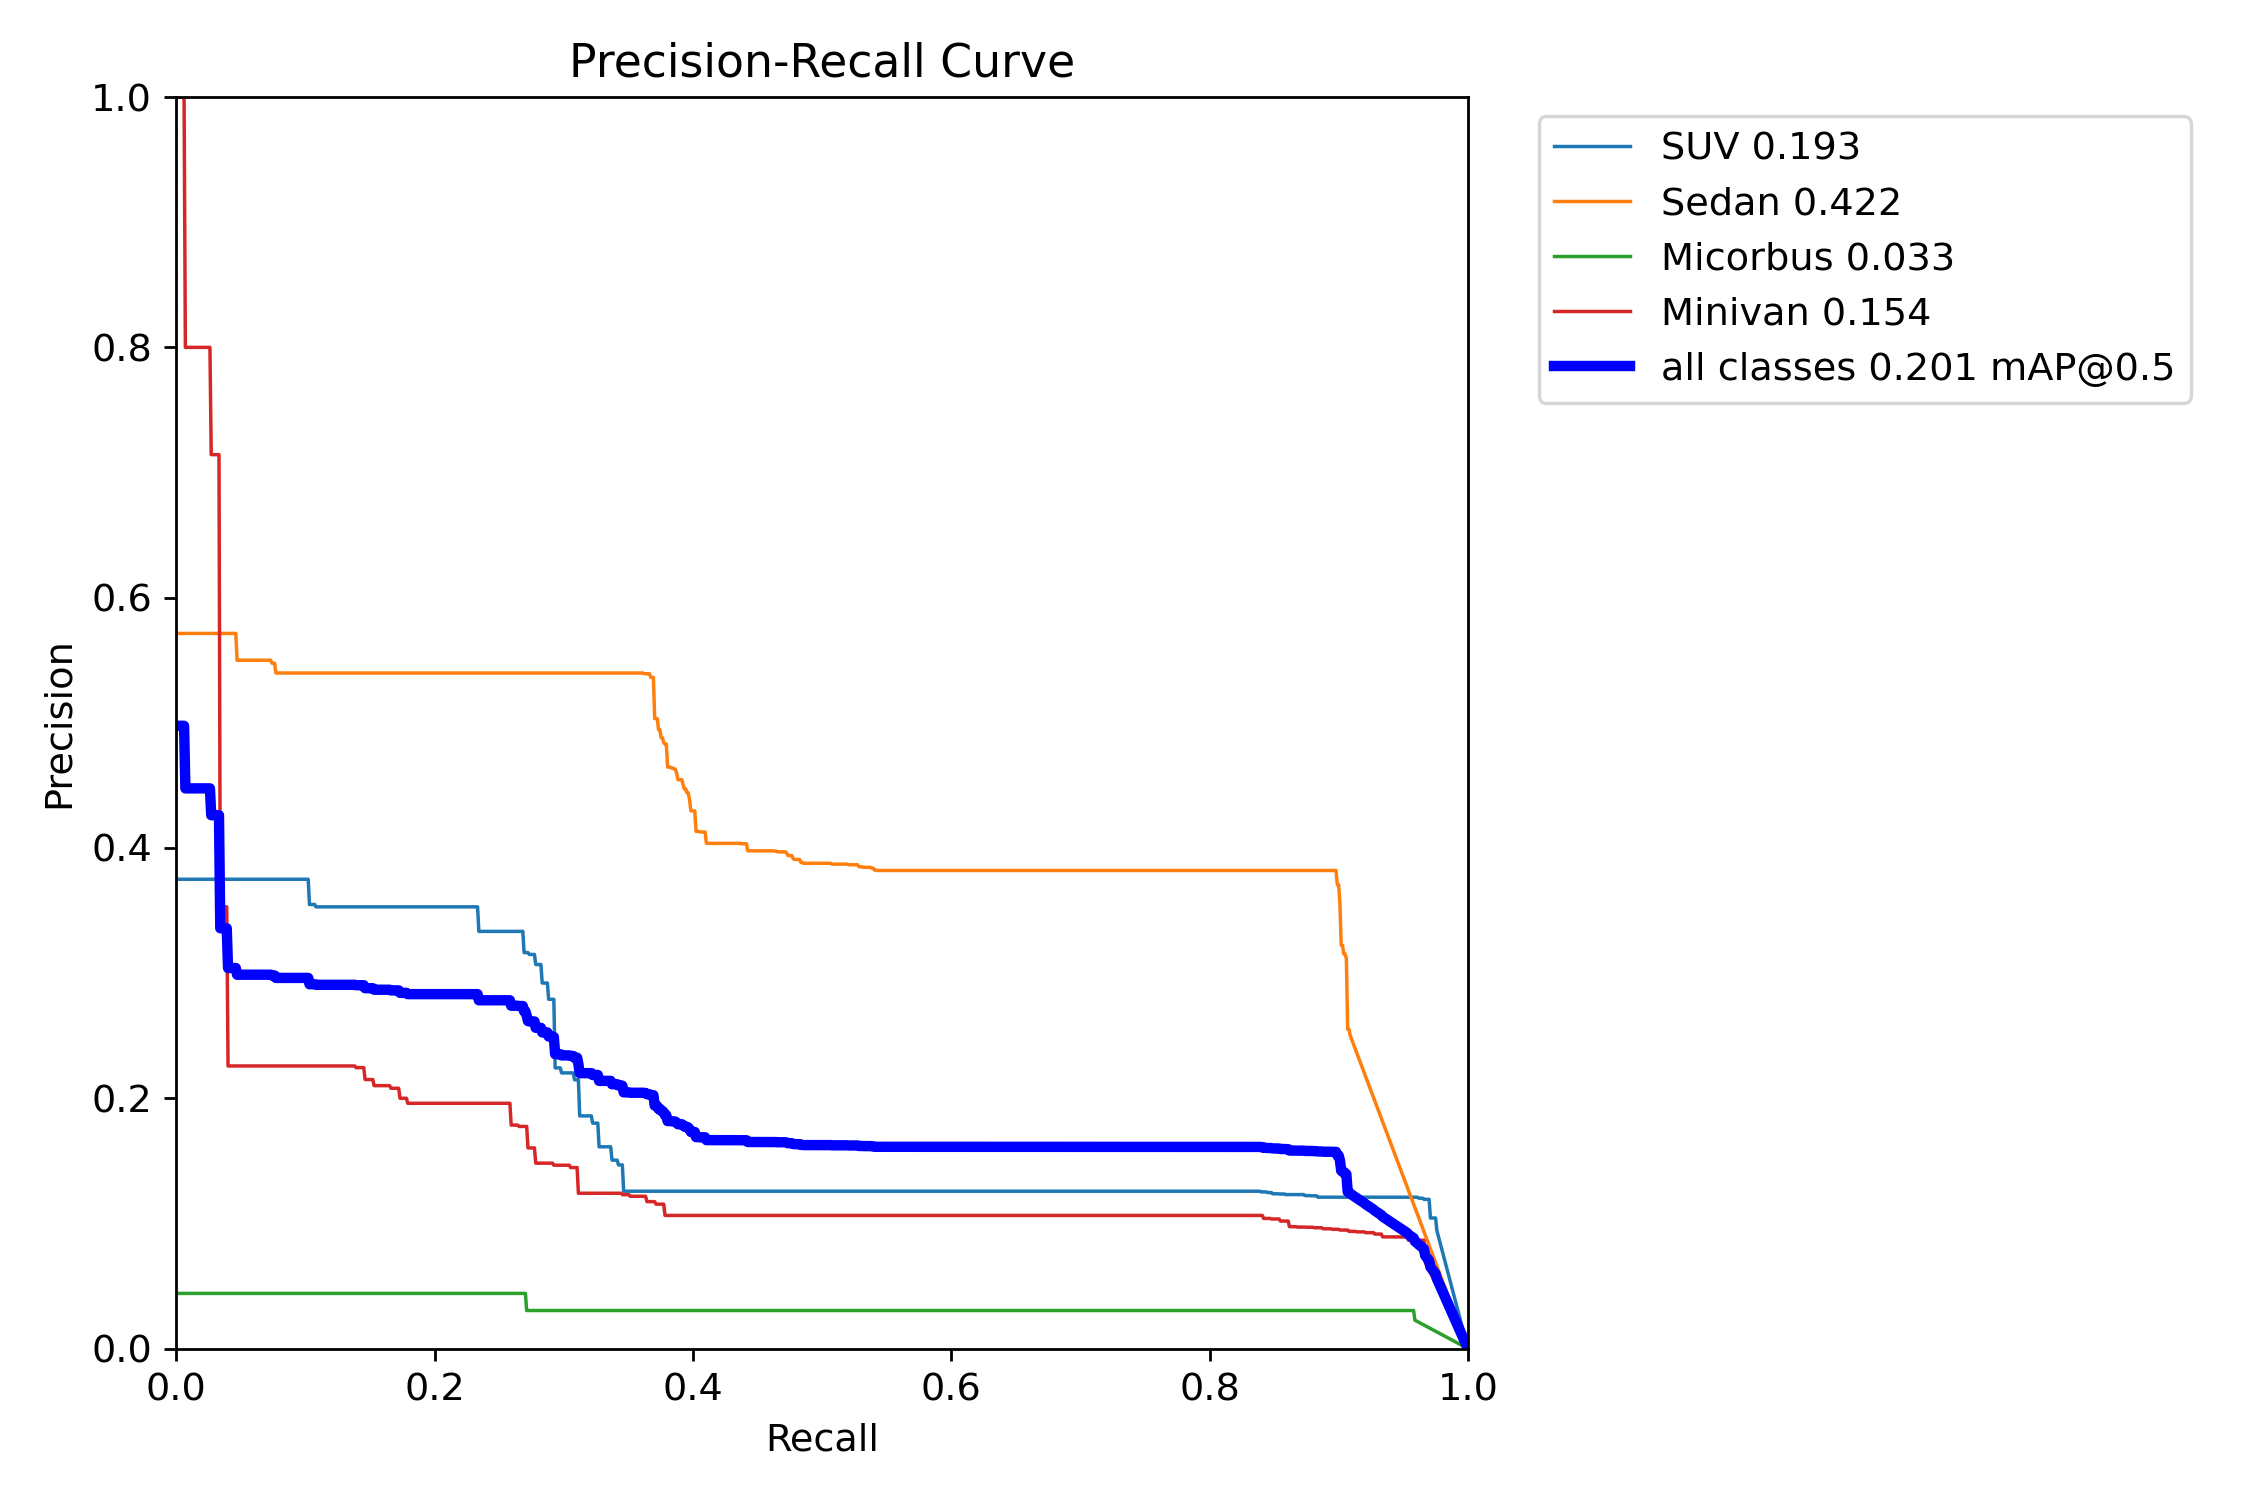 Precision-Recall Curve
1.0
0.8
0.6
0.4
0.2
0.0
Precision
0.0 0.2 0.4 0.6 0.8 1.0
Recall
SUV 0.193
Sedan 0.422
Micorbus 0.033
Minivan 0.154
all classes 0.201 mAP@0.5